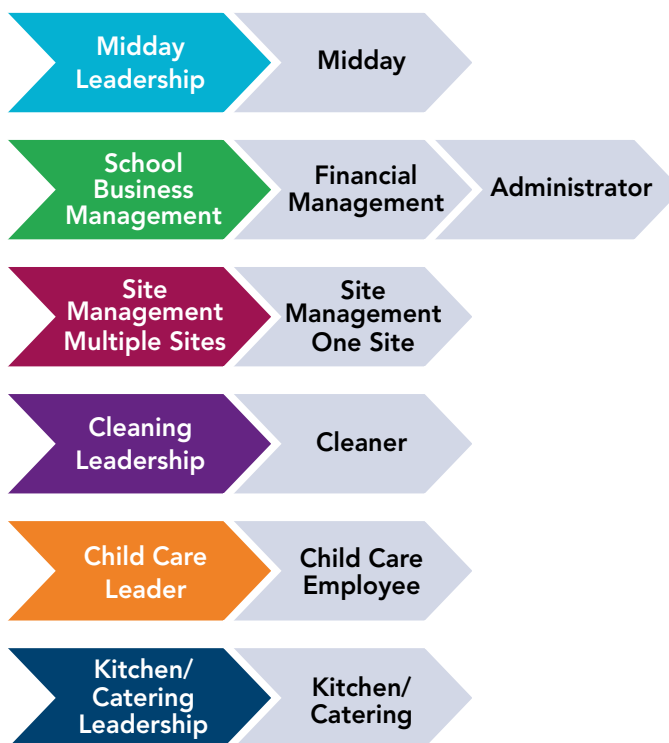 Midday
Leadership
Midday
School
Business
Management
Financial
Management
Administrator
Site
Management
Multiple Sites
Site
Management
One Site
Cleaning
Leadership
Cleaner
Child Care
Leader
Child Care
Employee
Kitchen/
Catering
Leadership
Kitchen/
Catering